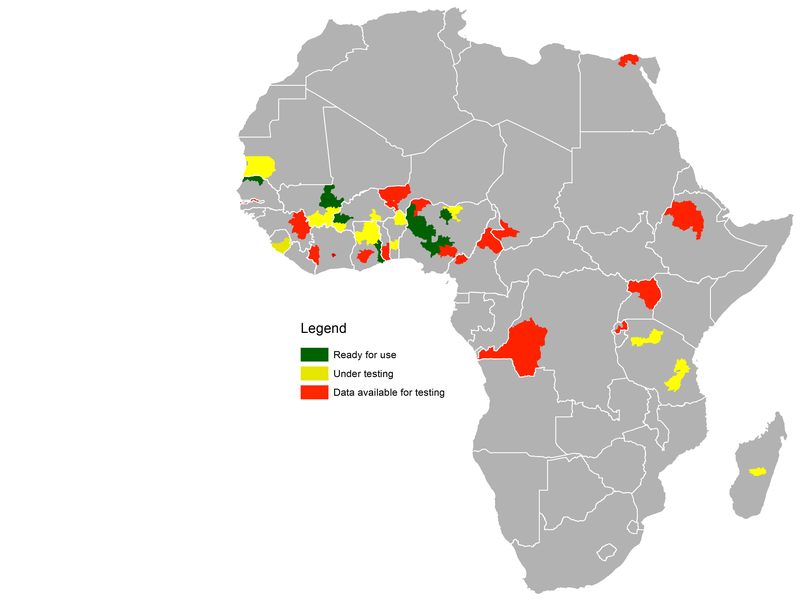 Legend
Ready for use
Under testing
Data available for testing